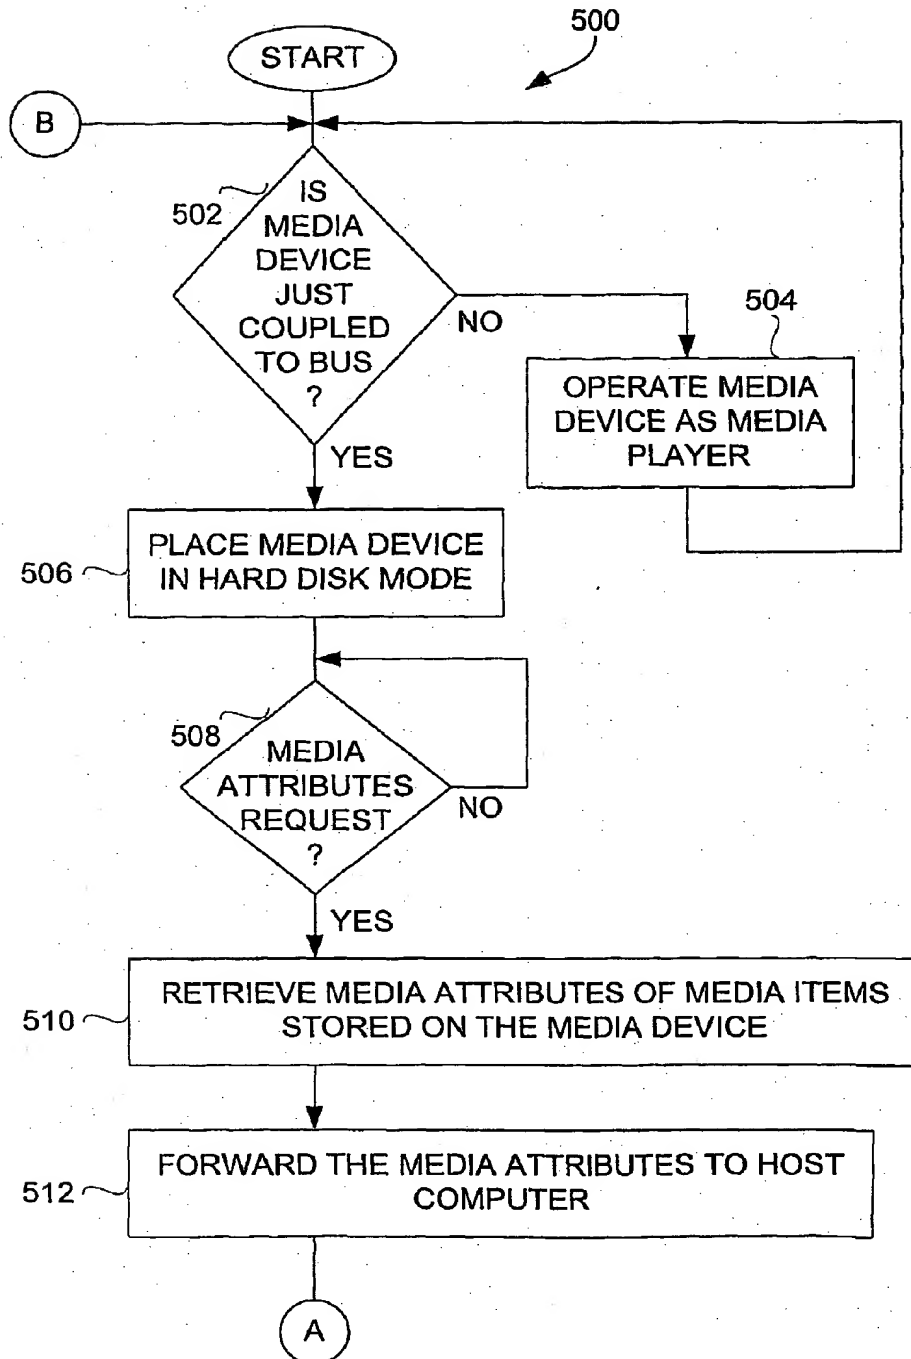 500
START
B
502
IS
MEDIA
DEVICE
JUST
COUPLED
TO BUS
?
NO
504
OPERATE MEDIA
DEVICE AS MEDIA
PLAYER
YES
506
PLACE MEDIA DEVICE
IN HARD DISK MODE
508
MEDIA
ATTRIBUTES
REQUEST
?
NO
YES
510
RETRIEVE MEDIA ATTRIBUTES OF MEDIA ITEMS
STORED ON THE MEDIA DEVICE
512
FORWARD THE MEDIA ATTRIBUTES TO HOST
COMPUTER
A